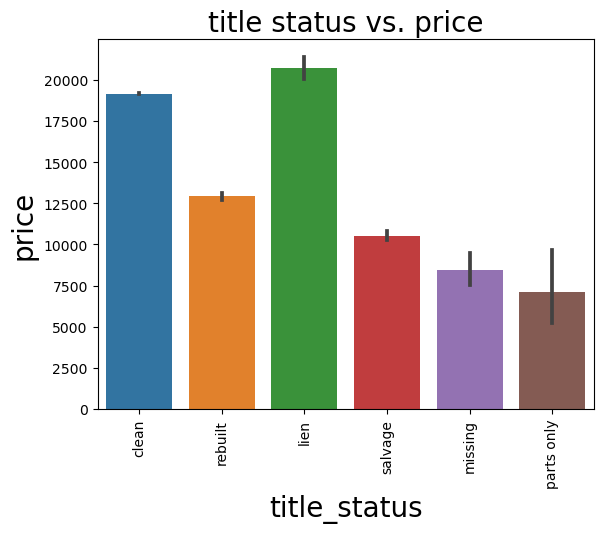 title status vs. price
price
20000
17500
15000
12500
10000
7500
5000
2500
0
clean
rebuilt
lien
salvage
missing
parts only
title_status